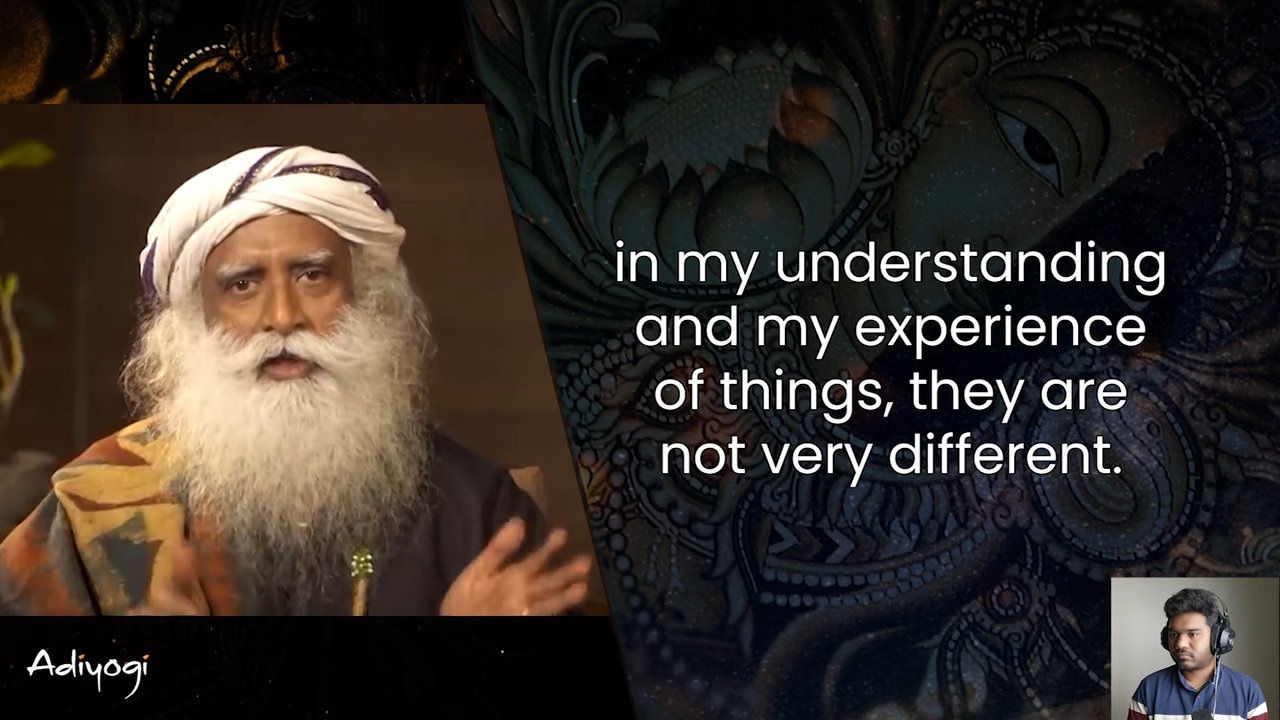 in my understanding
and my experience
of things, they are
not very different.
Adiyogi